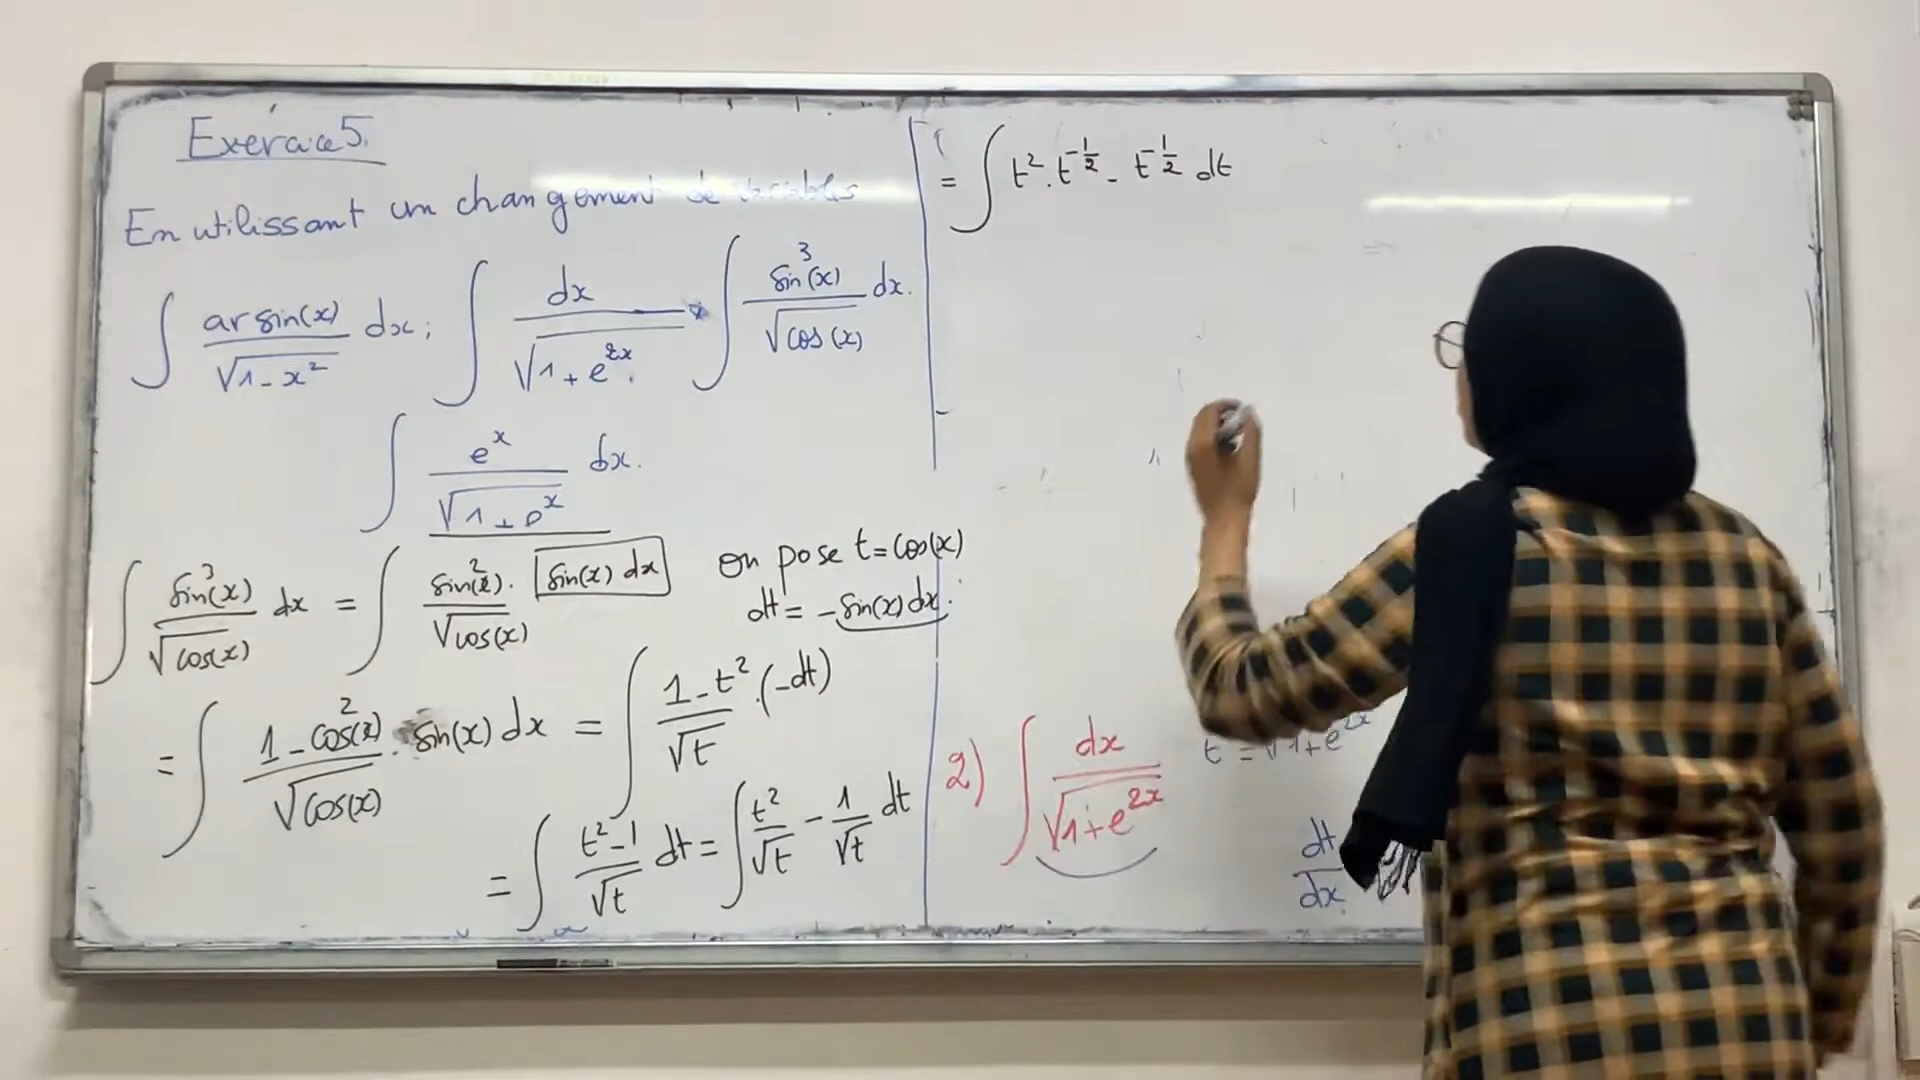 Exercice 5.
En utilissant un changement de variables
∫ arsin(x)/√(1-x²) dx; ∫ dx/√(1+e^{2x}) ∫ sin³(x)/√cos(x) dx.
∫ e^x/√(1+e^x) dx.
∫ sin³(x)/√cos(x) dx = ∫ sin²(x)·sin(x) dx/√cos(x) on pose t=cos(x)
dt = -sin(x) dx.
= ∫ (1-cos²(x))/√cos(x) · sin(x) dx = ∫ (1-t²)/√t ·(-dt)
= ∫ (t²-1)/√t dt = ∫ t²/√t - 1/√t dt
= ∫ t²·t^{-1/2} - t^{-1/2} dt
2) ∫ dx/√(1+e^{2x}) t = √1+e^{2x}
dt/dx